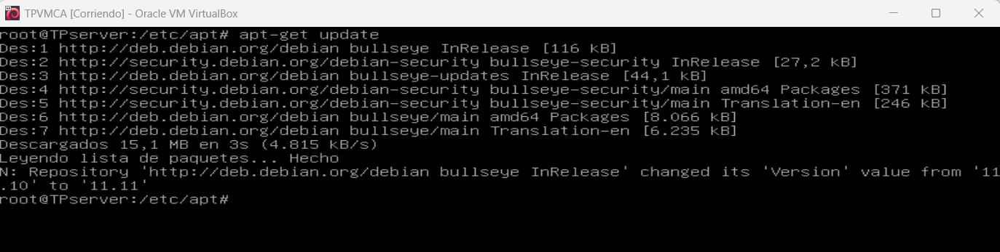 TPVMCA [Corriendo] - Oracle VM VirtualBox
root@TPserver:/etc/apt# apt-get update
Des:1 http://deb.debian.org/debian bullseye InRelease [116 kB]
Des:2 http://security.debian.org/debian-security bullseye-security InRelease [27,2 kB]
Des:3 http://deb.debian.org/debian bullseye-updates InRelease [44,1 kB]
Des:4 http://security.debian.org/debian-security bullseye-security/main amd64 Packages [371 kB]
Des:5 http://security.debian.org/debian-security bullseye-security/main Translation-en [246 kB]
Des:6 http://deb.debian.org/debian bullseye/main amd64 Packages [8.066 kB]
Des:7 http://deb.debian.org/debian bullseye/main Translation-en [6.235 kB]
Descargados 15,1 MB en 3s (4.815 kB/s)
Leyendo lista de paquetes... Hecho
N: Repository 'http://deb.debian.org/debian bullseye InRelease' changed its 'Version' value from '11
.10' to '11.11'
root@TPserver:/etc/apt#